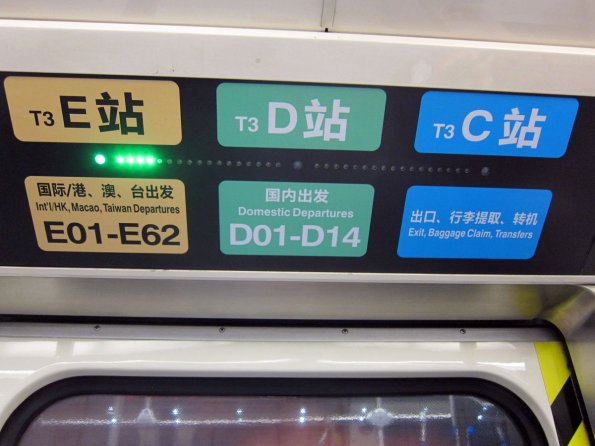 T3 E站
T3 D站
T3 C站
国际/港、澳、台出发
Int'l/HK, Macao, Taiwan Departures
E01-E62
国内出发
Domestic Departures
D01-D14
出口、行李提取、转机
Exit, Baggage Claim, Transfers